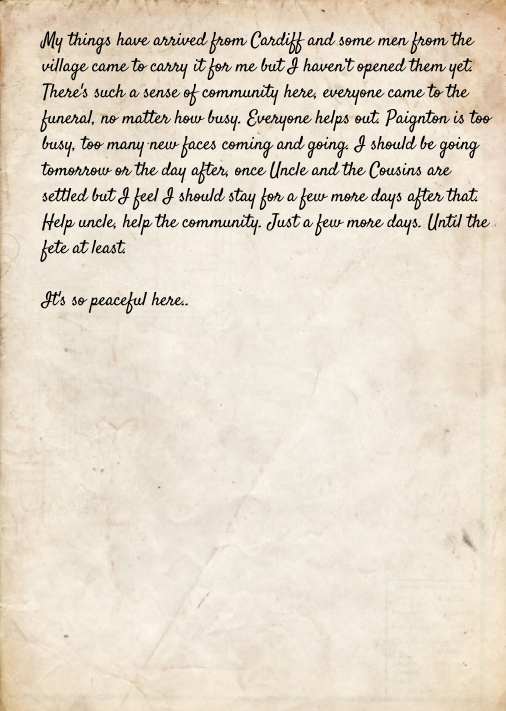 My things have arrived from Cardiff and some men from the
village came to carry it for me but I haven't opened them yet.
There's such a sense of community here, everyone came to the
funeral, no matter how busy. Everyone helps out. Paignton is too
busy, too many new faces coming and going. I should be going
tomorrow or the day after, once Uncle and the Cousins are
settled but I feel I should stay for a few more days after that.
Help uncle, help the community. Just a few more days. Until the
fete at least.

It's so peaceful here..